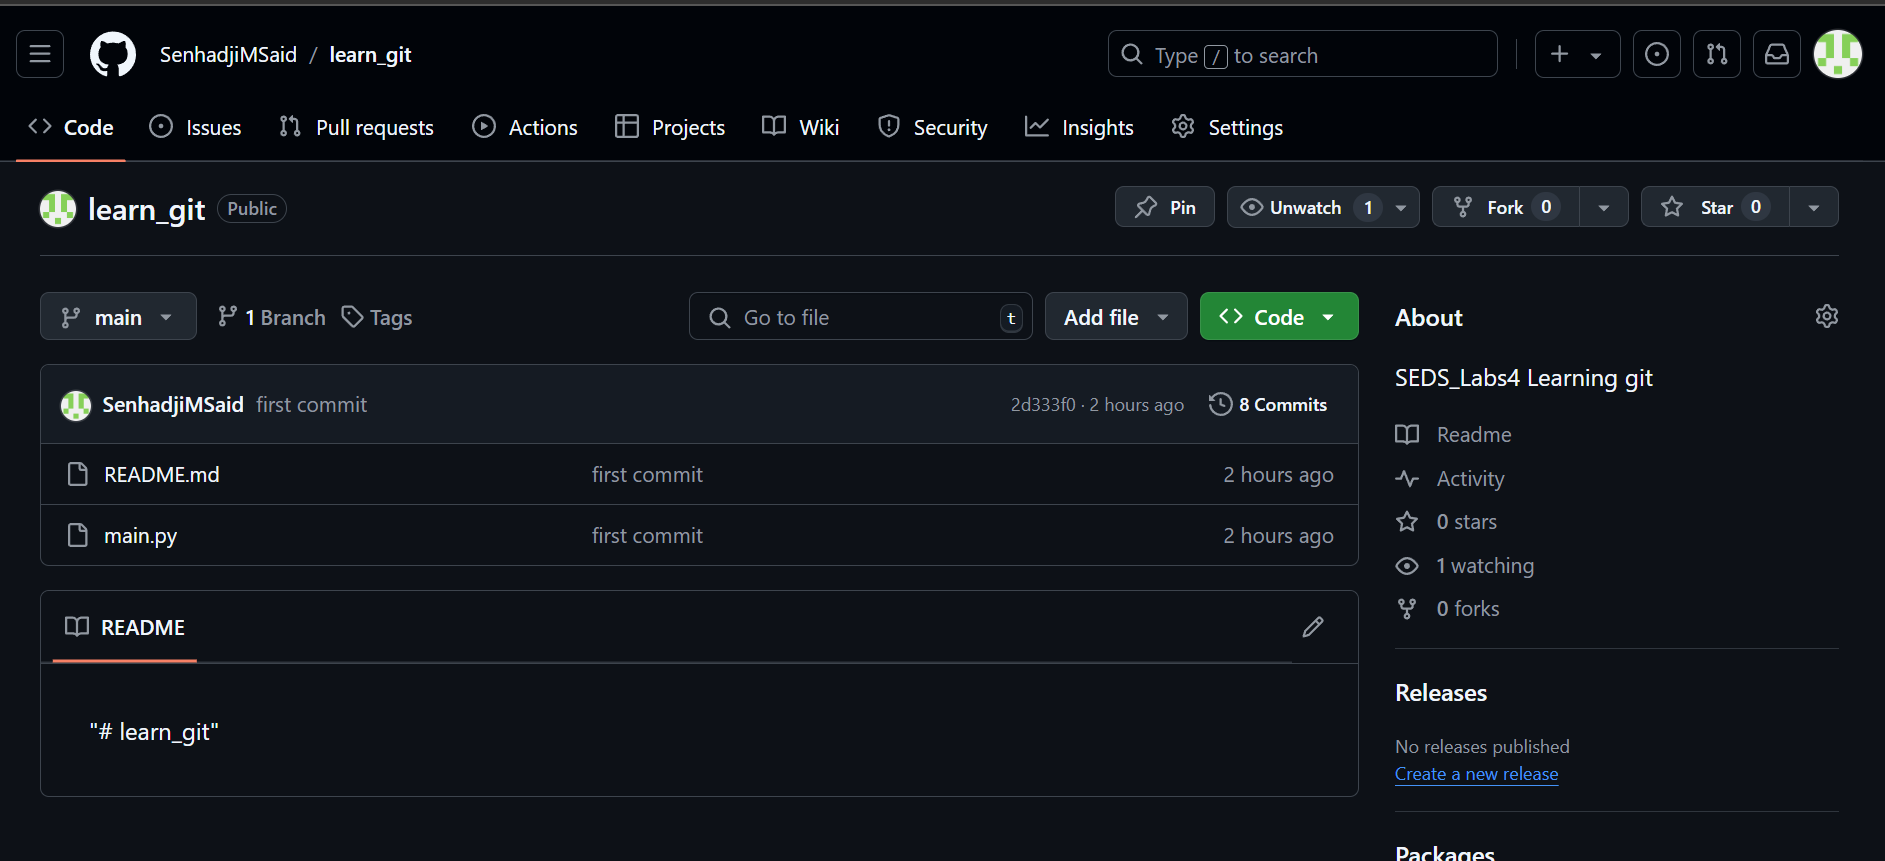 SenhadjiMSaid / learn_git
Type / to search
Code Issues Pull requests Actions Projects Wiki Security Insights Settings
learn_git Public
Pin Unwatch 1 Fork 0 Star 0
main 1 Branch Tags
Go to file t
Add file Code
SenhadjiMSaid first commit 2d333f0 · 2 hours ago 8 Commits
README.md first commit 2 hours ago
main.py first commit 2 hours ago
README
"# learn_git"
About
SEDS_Labs4 Learning git
Readme
Activity
0 stars
1 watching
0 forks
Releases
No releases published
Create a new release
Packages